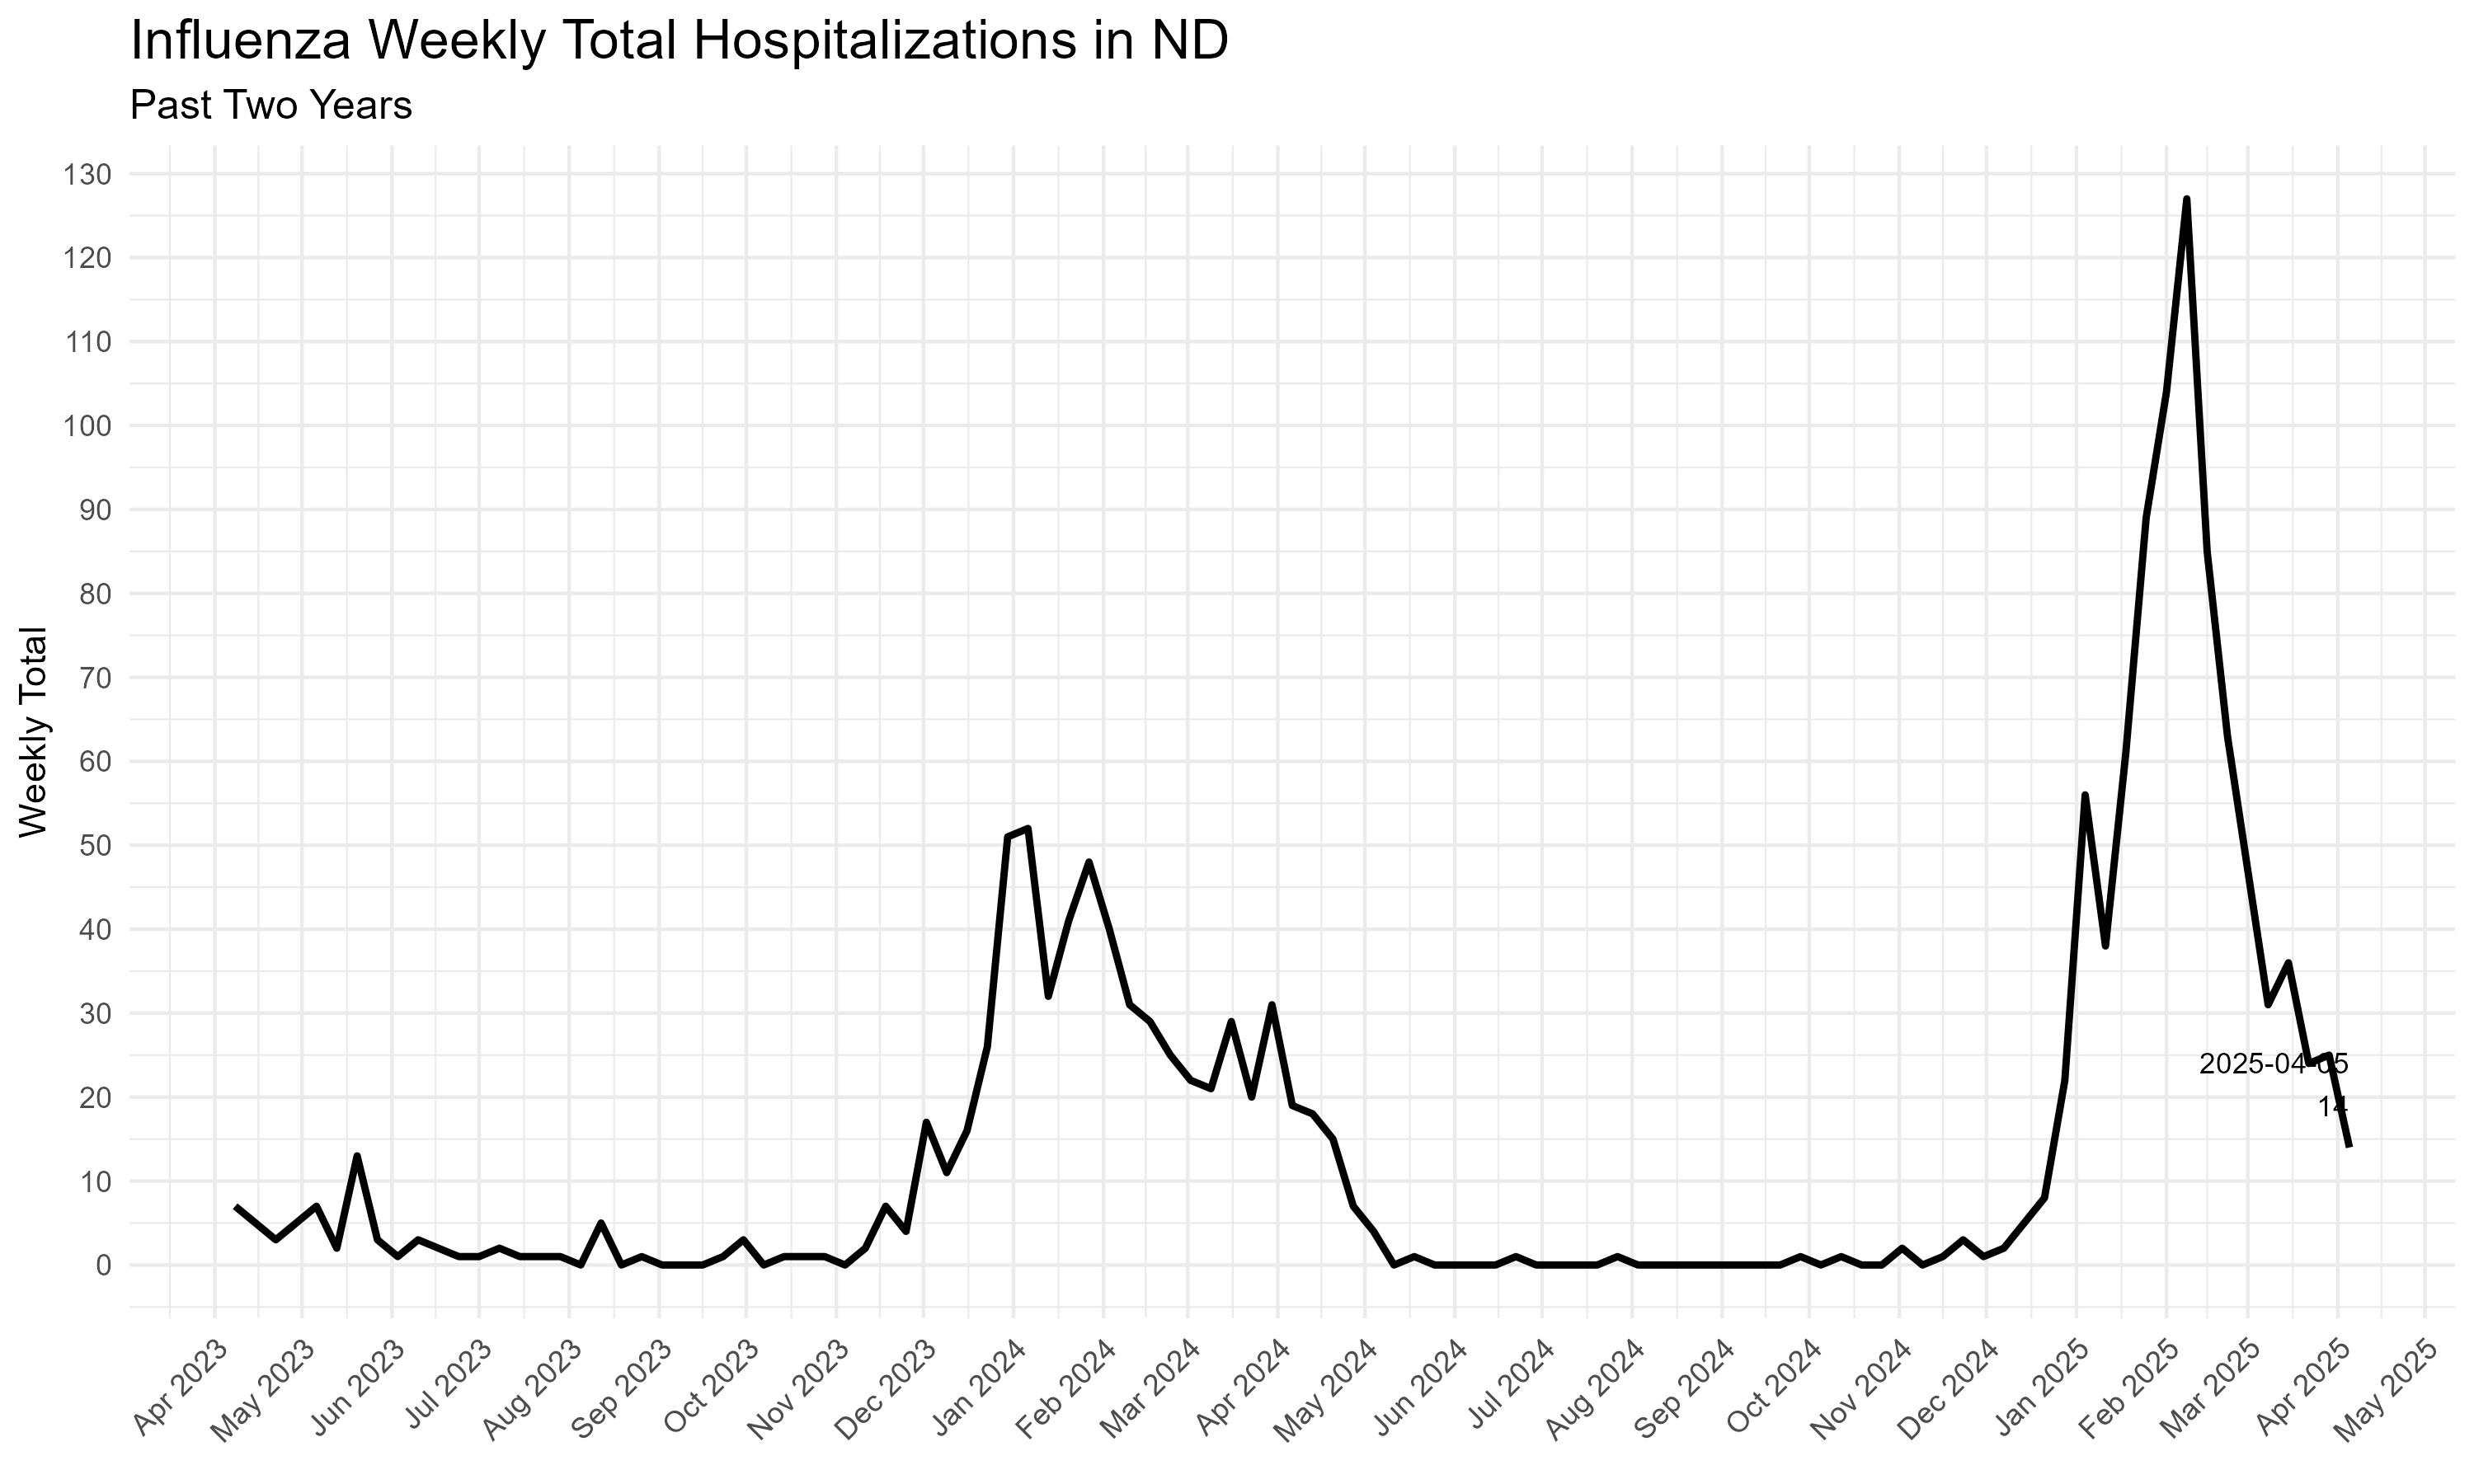 Influenza Weekly Total Hospitalizations in ND
Past Two Years
Weekly Total
130
120
110
100
90
80
70
60
50
40
30
20
10
0
2025-04-05
14
Apr 2023
May 2023
Jun 2023
Jul 2023
Aug 2023
Sep 2023
Oct 2023
Nov 2023
Dec 2023
Jan 2024
Feb 2024
Mar 2024
Apr 2024
May 2024
Jun 2024
Jul 2024
Aug 2024
Sep 2024
Oct 2024
Nov 2024
Dec 2024
Jan 2025
Feb 2025
Mar 2025
Apr 2025
May 2025